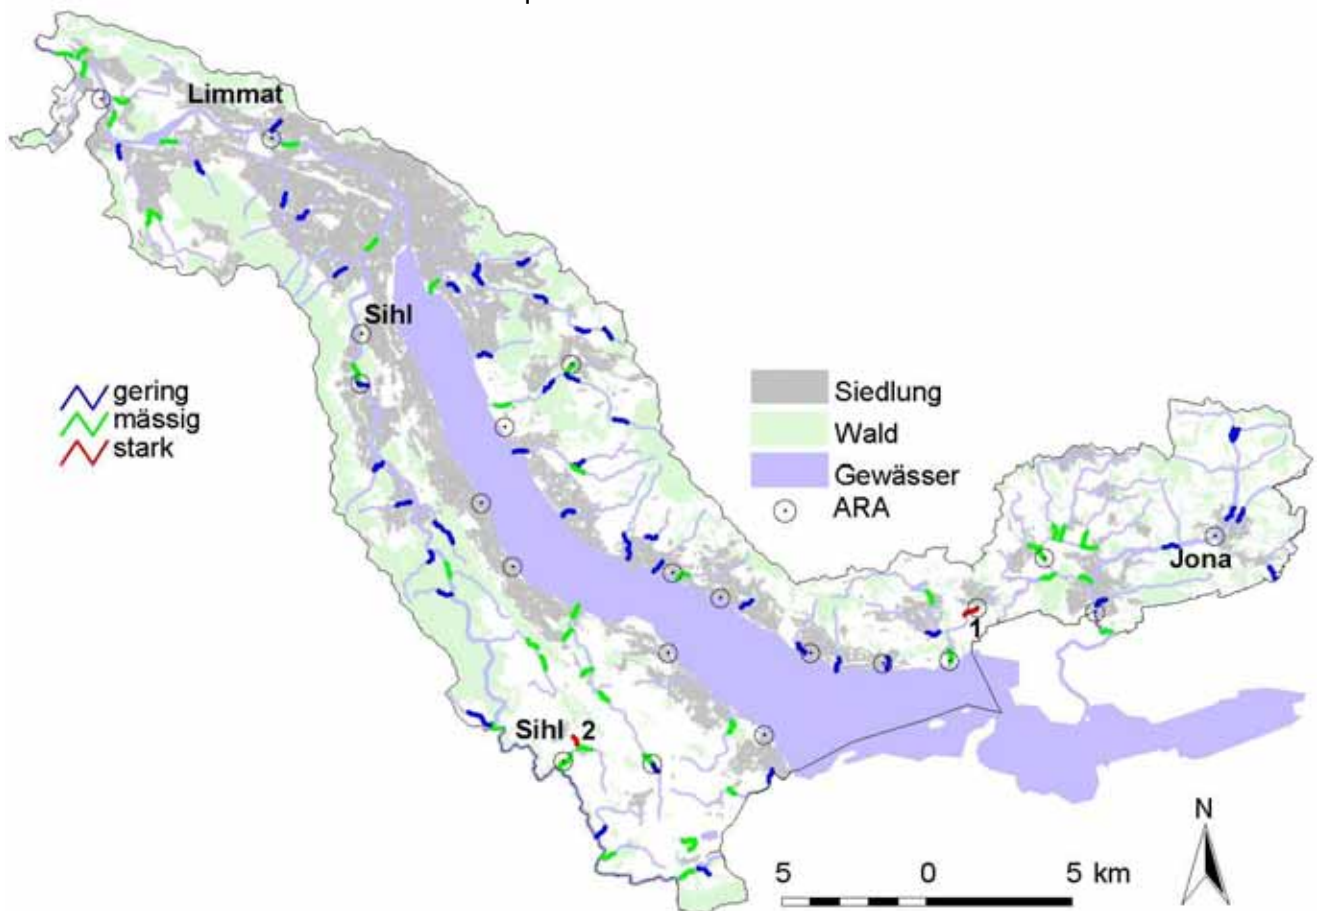 Limmat
Sihl
gering
mässig
stark
Siedlung
Wald
Gewässer
ARA
Jona
1
Sihl 2
N
5 0 5 km